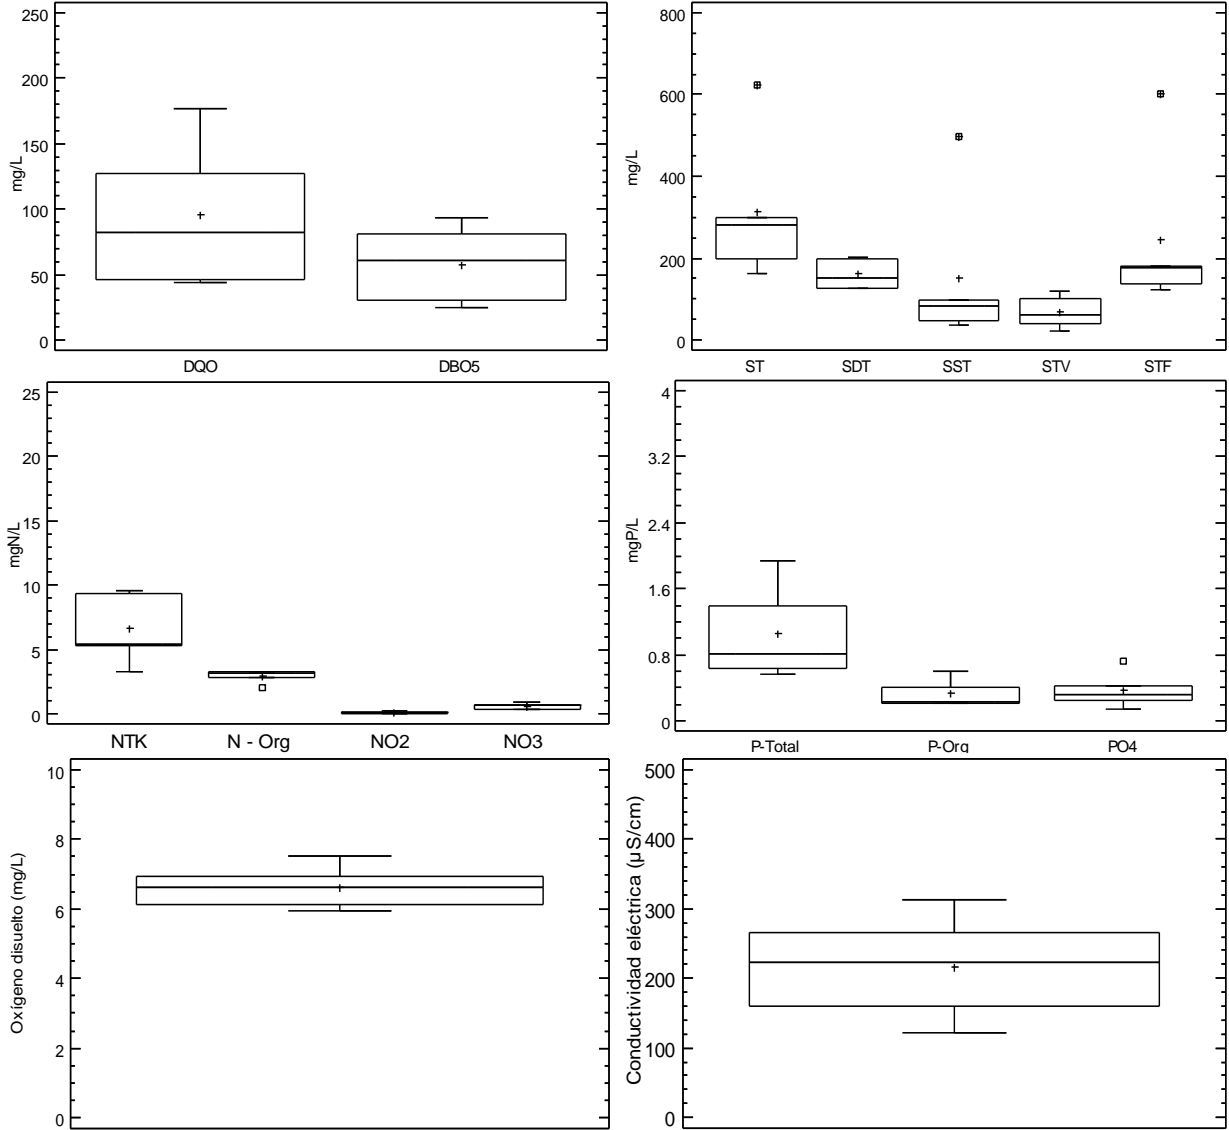 250
200
150
100
50
0
mg/L
DQO
DBO5
800
600
400
200
0
mg/L
ST
SDT
SST
STV
STF
25
20
15
10
5
0
mgN/L
NTK
N - Org
NO2
NO3
4
3.2
2.4
1.6
0.8
0
mgP/L
P-Total
P-Org
PO4
10
8
6
4
2
0
Oxígeno disuelto (mg/L)
500
400
300
200
100
0
Conductividad eléctrica (µS/cm)